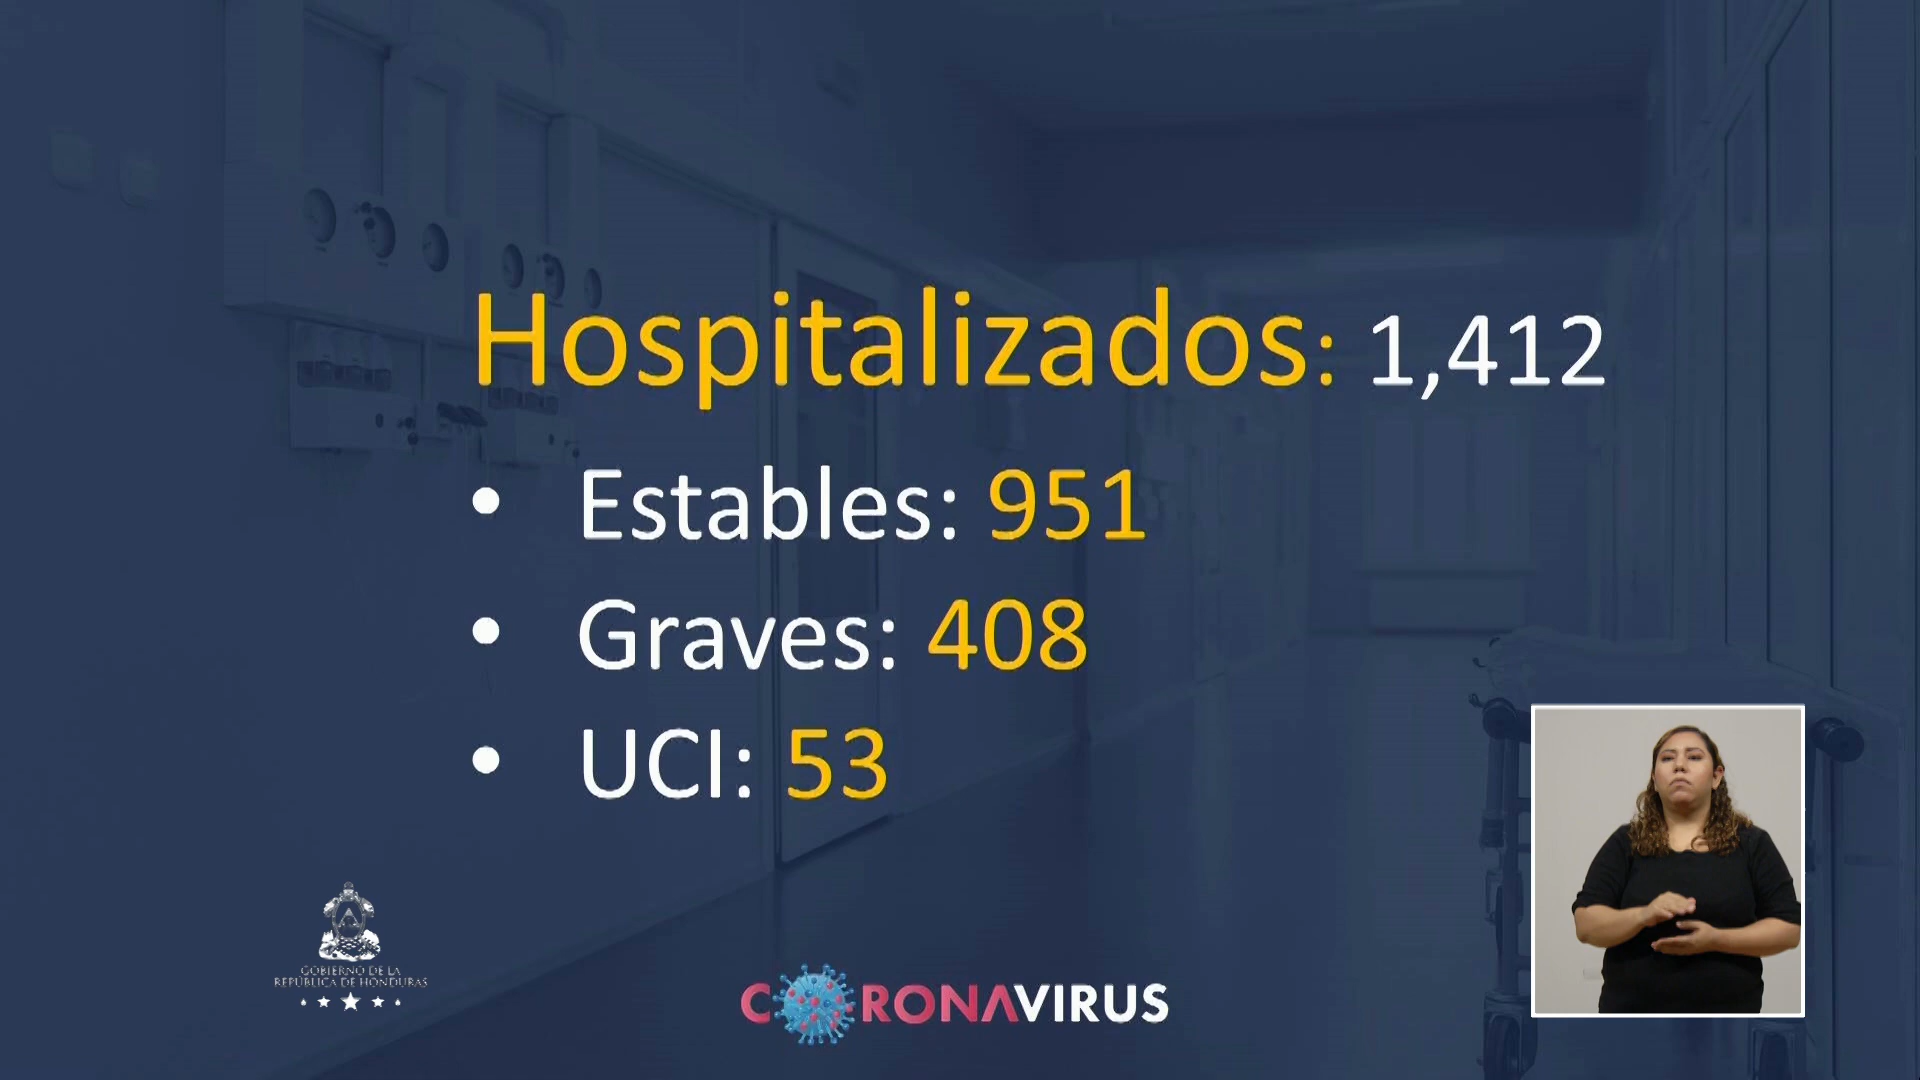 Hospitalizados: 1,412
• Estables: 951
• Graves: 408
• UCI: 53
GOBIERNO DE LA
REPÚBLICA DE HONDURAS
CORONAVIRUS